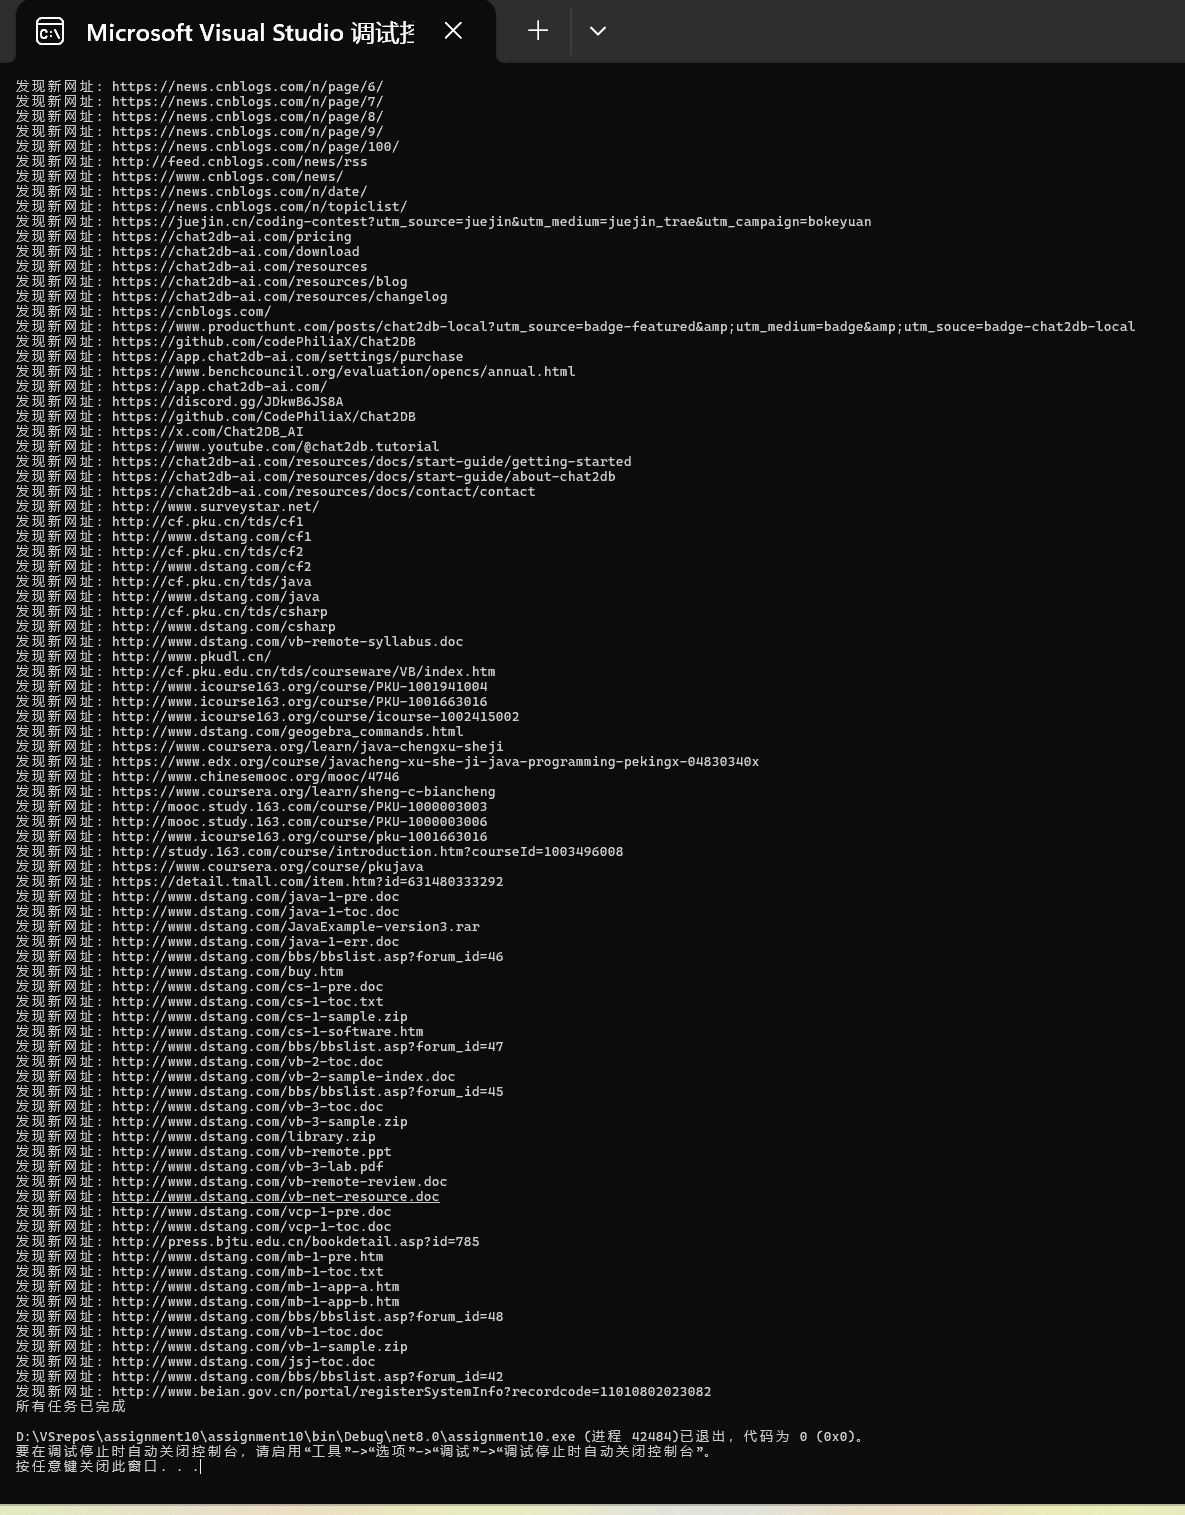 Microsoft Visual Studio 调试控
发现新网址: https://news.cnblogs.com/n/page/6/
发现新网址: https://news.cnblogs.com/n/page/7/
发现新网址: https://news.cnblogs.com/n/page/8/
发现新网址: https://news.cnblogs.com/n/page/9/
发现新网址: https://news.cnblogs.com/n/page/100/
发现新网址: http://feed.cnblogs.com/news/rss
发现新网址: https://www.cnblogs.com/news/
发现新网址: https://news.cnblogs.com/n/date/
发现新网址: https://news.cnblogs.com/n/topiclist/
发现新网址: https://juejin.cn/coding-contest?utm_source=juejin&utm_medium=juejin_trae&utm_campaign=bokeyuan
发现新网址: https://chat2db-ai.com/pricing
发现新网址: https://chat2db-ai.com/download
发现新网址: https://chat2db-ai.com/resources
发现新网址: https://chat2db-ai.com/resources/blog
发现新网址: https://chat2db-ai.com/resources/changelog
发现新网址: https://cnblogs.com/
发现新网址: https://www.producthunt.com/posts/chat2db-local?utm_source=badge-featured&amp;utm_medium=badge&amp;utm_souce=badge-chat2db-local
发现新网址: https://github.com/codePhiliaX/Chat2DB
发现新网址: https://app.chat2db-ai.com/settings/purchase
发现新网址: https://www.benchcouncil.org/evaluation/opencs/annual.html
发现新网址: https://app.chat2db-ai.com/
发现新网址: https://discord.gg/JDkwB6JS8A
发现新网址: https://github.com/CodePhiliaX/Chat2DB
发现新网址: https://x.com/Chat2DB_AI
发现新网址: https://www.youtube.com/@chat2db.tutorial
发现新网址: https://chat2db-ai.com/resources/docs/start-guide/getting-started
发现新网址: https://chat2db-ai.com/resources/docs/start-guide/about-chat2db
发现新网址: https://chat2db-ai.com/resources/docs/contact/contact
发现新网址: http://www.surveystar.net/
发现新网址: http://cf.pku.cn/tds/cf1
发现新网址: http://www.dstang.com/cf1
发现新网址: http://cf.pku.cn/tds/cf2
发现新网址: http://www.dstang.com/cf2
发现新网址: http://cf.pku.cn/tds/java
发现新网址: http://www.dstang.com/java
发现新网址: http://cf.pku.cn/tds/csharp
发现新网址: http://www.dstang.com/csharp
发现新网址: http://www.dstang.com/vb-remote-syllabus.doc
发现新网址: http://www.pkudl.cn/
发现新网址: http://cf.pku.edu.cn/tds/courseware/VB/index.htm
发现新网址: http://www.icourse163.org/course/PKU-1001941004
发现新网址: http://www.icourse163.org/course/PKU-1001663016
发现新网址: http://www.icourse163.org/course/icourse-1002415002
发现新网址: http://www.dstang.com/geogebra_commands.html
发现新网址: https://www.coursera.org/learn/java-chengxu-sheji
发现新网址: https://www.edx.org/course/javacheng-xu-she-ji-java-programming-pekingx-04830340x
发现新网址: http://www.chinesemooc.org/mooc/4746
发现新网址: https://www.coursera.org/learn/sheng-c-biancheng
发现新网址: http://mooc.study.163.com/course/PKU-1000003003
发现新网址: http://mooc.study.163.com/course/PKU-1000003006
发现新网址: http://www.icourse163.org/course/pku-1001663016
发现新网址: http://study.163.com/course/introduction.htm?courseId=1003496008
发现新网址: https://www.coursera.org/course/pkujava
发现新网址: https://detail.tmall.com/item.htm?id=631480333292
发现新网址: http://www.dstang.com/java-1-pre.doc
发现新网址: http://www.dstang.com/java-1-toc.doc
发现新网址: http://www.dstang.com/JavaExample-version3.rar
发现新网址: http://www.dstang.com/java-1-err.doc
发现新网址: http://www.dstang.com/bbs/bbslist.asp?forum_id=46
发现新网址: http://www.dstang.com/buy.htm
发现新网址: http://www.dstang.com/cs-1-pre.doc
发现新网址: http://www.dstang.com/cs-1-toc.txt
发现新网址: http://www.dstang.com/cs-1-sample.zip
发现新网址: http://www.dstang.com/cs-1-software.htm
发现新网址: http://www.dstang.com/bbs/bbslist.asp?forum_id=47
发现新网址: http://www.dstang.com/vb-2-toc.doc
发现新网址: http://www.dstang.com/vb-2-sample-index.doc
发现新网址: http://www.dstang.com/bbs/bbslist.asp?forum_id=45
发现新网址: http://www.dstang.com/vb-3-toc.doc
发现新网址: http://www.dstang.com/vb-3-sample.zip
发现新网址: http://www.dstang.com/library.zip
发现新网址: http://www.dstang.com/vb-remote.ppt
发现新网址: http://www.dstang.com/vb-3-lab.pdf
发现新网址: http://www.dstang.com/vb-remote-review.doc
发现新网址: http://www.dstang.com/vb-net-resource.doc
发现新网址: http://www.dstang.com/vcp-1-pre.doc
发现新网址: http://www.dstang.com/vcp-1-toc.doc
发现新网址: http://press.bjtu.edu.cn/bookdetail.asp?id=785
发现新网址: http://www.dstang.com/mb-1-pre.htm
发现新网址: http://www.dstang.com/mb-1-toc.txt
发现新网址: http://www.dstang.com/mb-1-app-a.htm
发现新网址: http://www.dstang.com/mb-1-app-b.htm
发现新网址: http://www.dstang.com/bbs/bbslist.asp?forum_id=48
发现新网址: http://www.dstang.com/vb-1-toc.doc
发现新网址: http://www.dstang.com/vb-1-sample.zip
发现新网址: http://www.dstang.com/jsj-toc.doc
发现新网址: http://www.dstang.com/bbs/bbslist.asp?forum_id=42
发现新网址: http://www.beian.gov.cn/portal/registerSystemInfo?recordcode=11010802023082
所有任务已完成
D:\VSrepos\assignment10\assignment10\bin\Debug\net8.0\assignment10.exe (进程 42484)已退出，代码为 0 (0x0)。
要在调试停止时自动关闭控制台，请启用“工具”->“选项”->“调试”->“调试停止时自动关闭控制台”。
按任意键关闭此窗口. . .